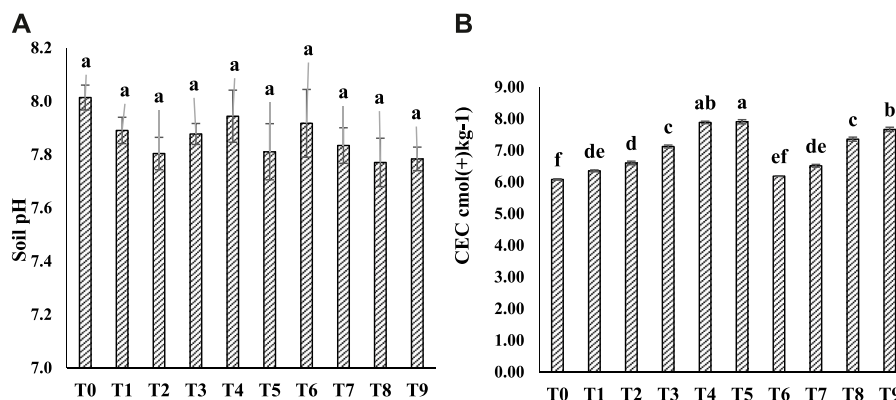 A
8.2
8.0
7.8
7.6
7.4
7.2
7.0
Soil pH
a a a a a a a a a a
T0 T1 T2 T3 T4 T5 T6 T7 T8 T9
B
9.00
8.00
7.00
6.00
5.00
4.00
3.00
2.00
1.00
0.00
CEC cmol(+)kg-1)
f de d c ab a ef de c b
T0 T1 T2 T3 T4 T5 T6 T7 T8 T9